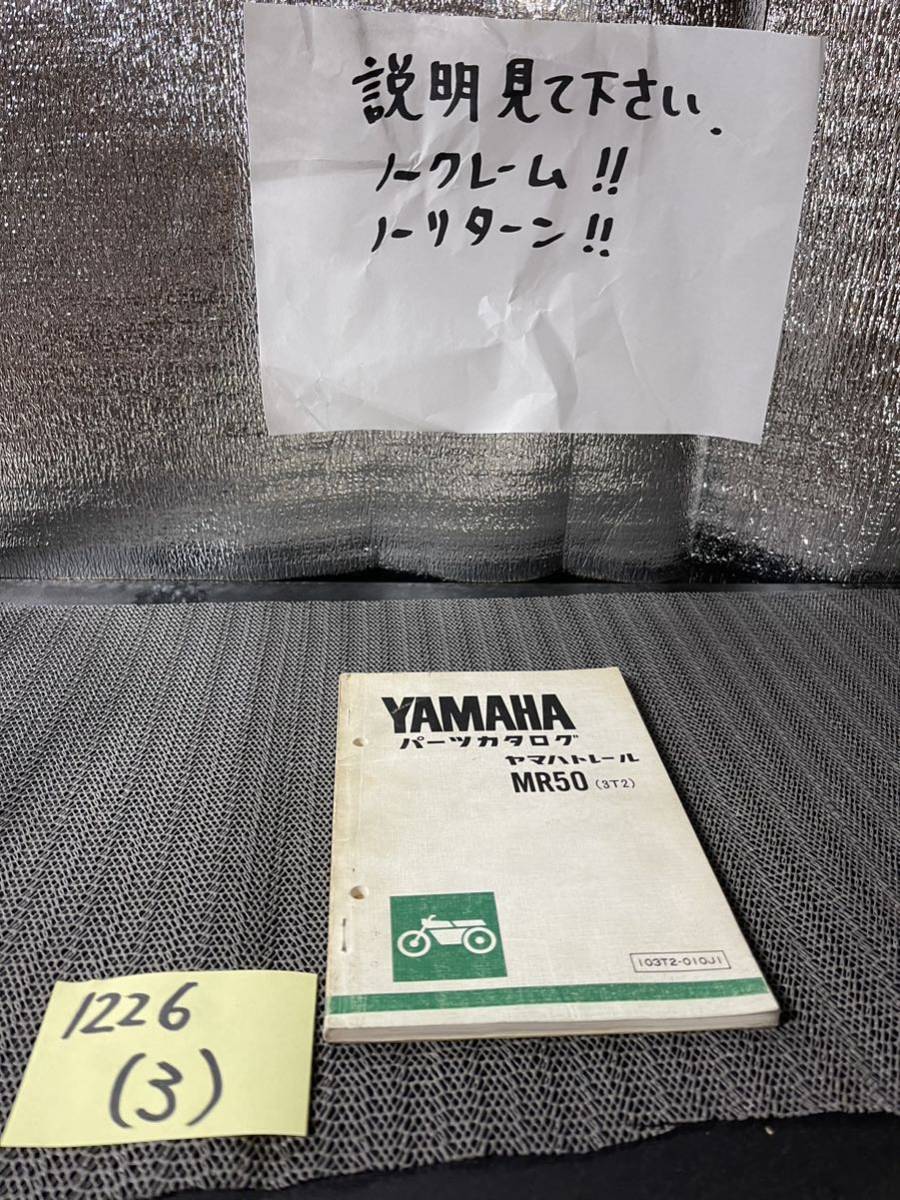 説明見て下さい.
ノークレーム!!
ノーリターン!!
YAMAHA
パーツカタログ
ヤマハトレール
MR50 (3T2)
103T2-010J1
1226
(3)